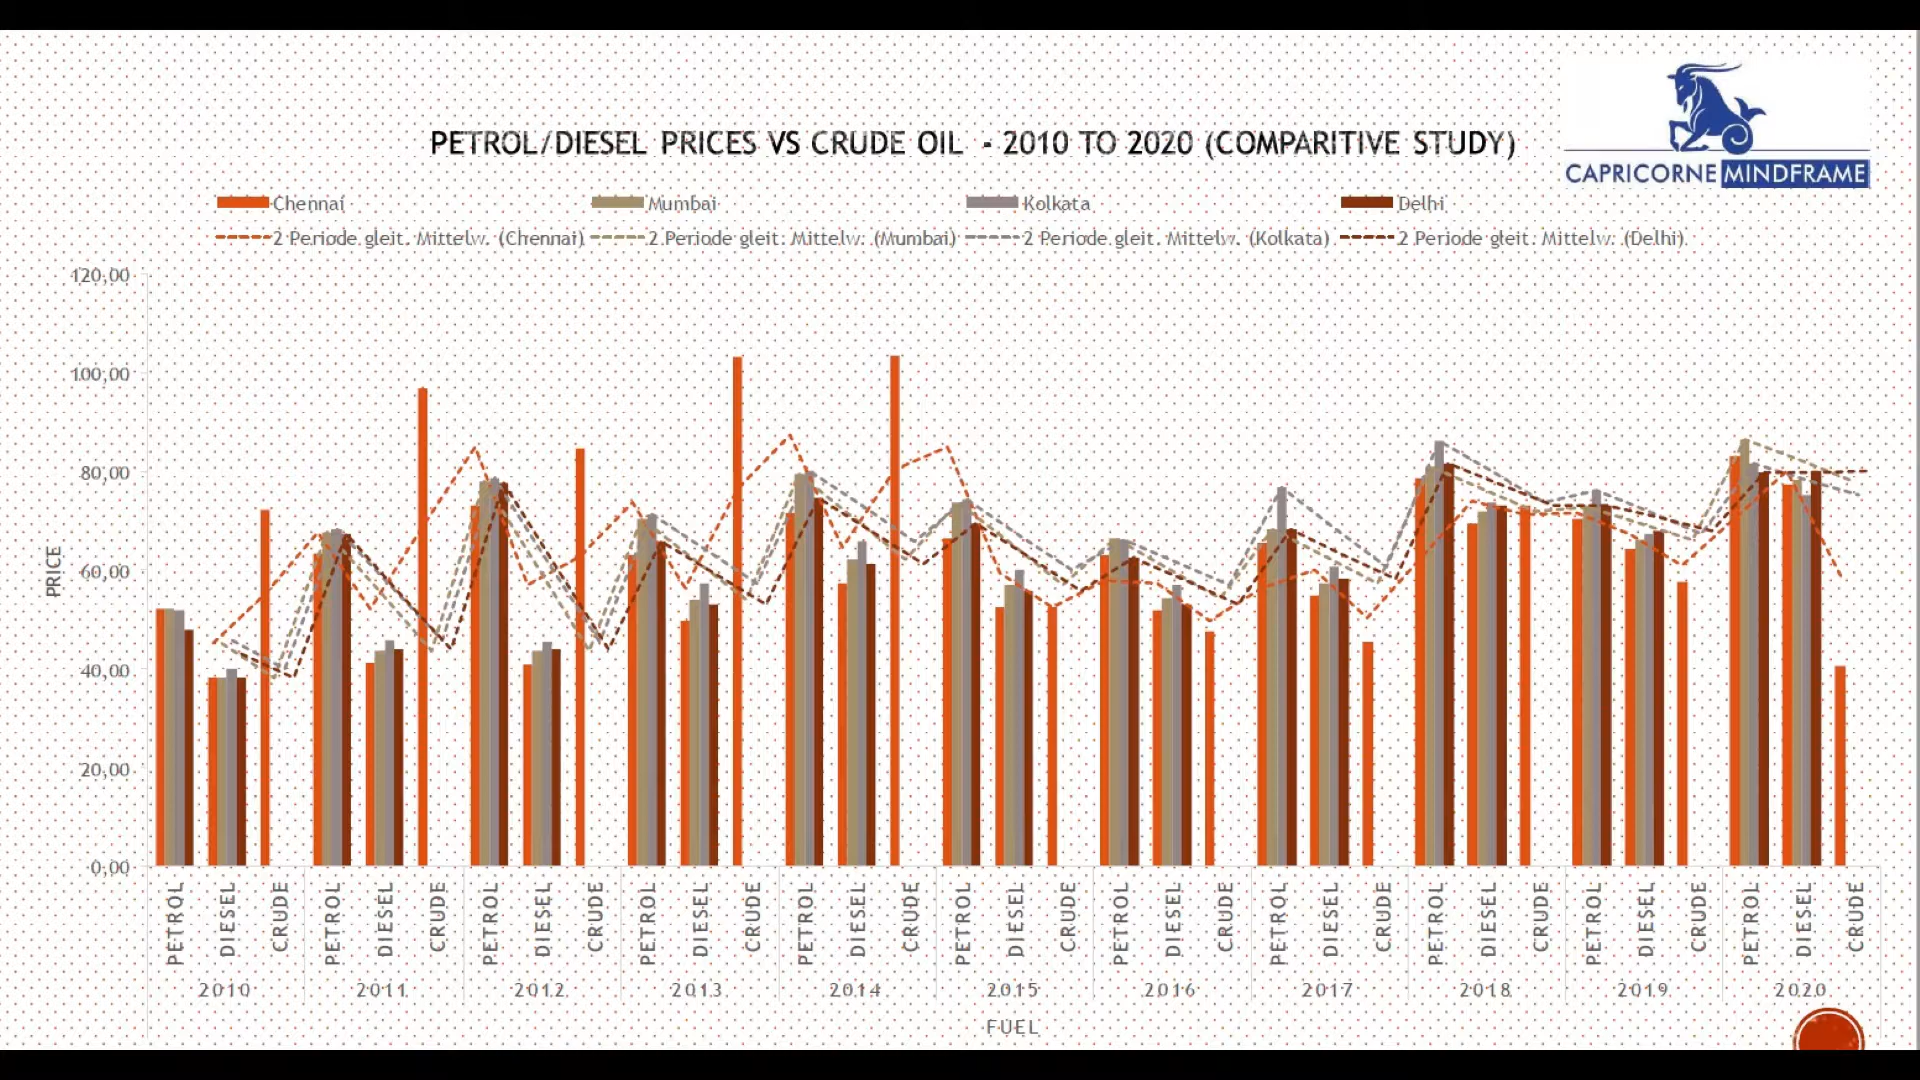 PETROL/DIESEL PRICES VS CRUDE OIL - 2010 TO 2020 (COMPARITIVE STUDY)
CAPRICORNE MINDFRAME
Chennai Mumbai Kolkata Delhi
2 Periode gleit. Mittelw. (Chennai) 2 Periode gleit. Mittelw. (Mumbai) 2 Periode gleit. Mittelw. (Kolkata) 2 Periode gleit. Mittelw. (Delhi)
120,00
100,00
80,00
60,00
40,00
20,00
0,00
PRICE
PETROL DIESEL CRUDE PETROL DIESEL CRUDE PETROL DIESEL CRUDE PETROL DIESEL CRUDE PETROL DIESEL CRUDE PETROL DIESEL CRUDE PETROL DIESEL CRUDE PETROL DIESEL CRUDE PETROL DIESEL CRUDE PETROL DIESEL CRUDE PETROL DIESEL CRUDE
2010 2011 2012 2013 2014 2015 2016 2017 2018 2019 2020
FUEL